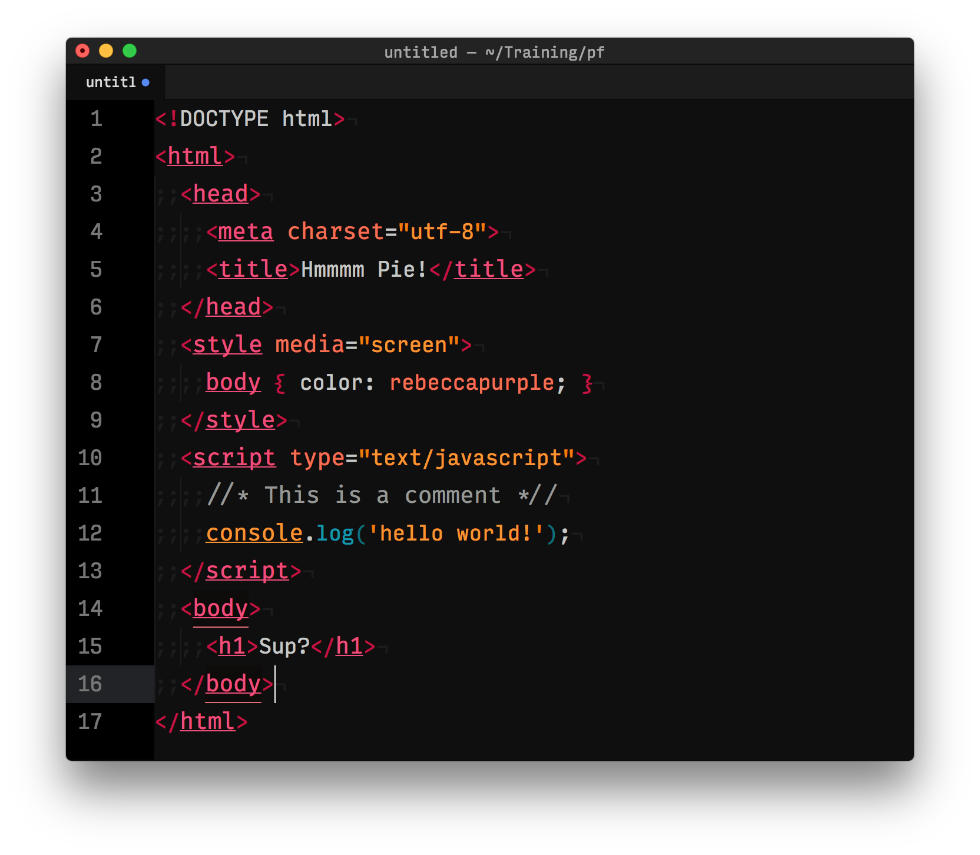 untitled — ~/Training/pf
untitl
1 <!DOCTYPE html>
2 <html>
3 <head>
4 <meta charset="utf-8">
5 <title>Hmmmm Pie!</title>
6 </head>
7 <style media="screen">
8 body { color: rebeccapurple; }
9 </style>
10 <script type="text/javascript">
11 //* This is a comment *//
12 console.log('hello world!');
13 </script>
14 <body>
15 <h1>Sup?</h1>
16 </body>
17 </html>